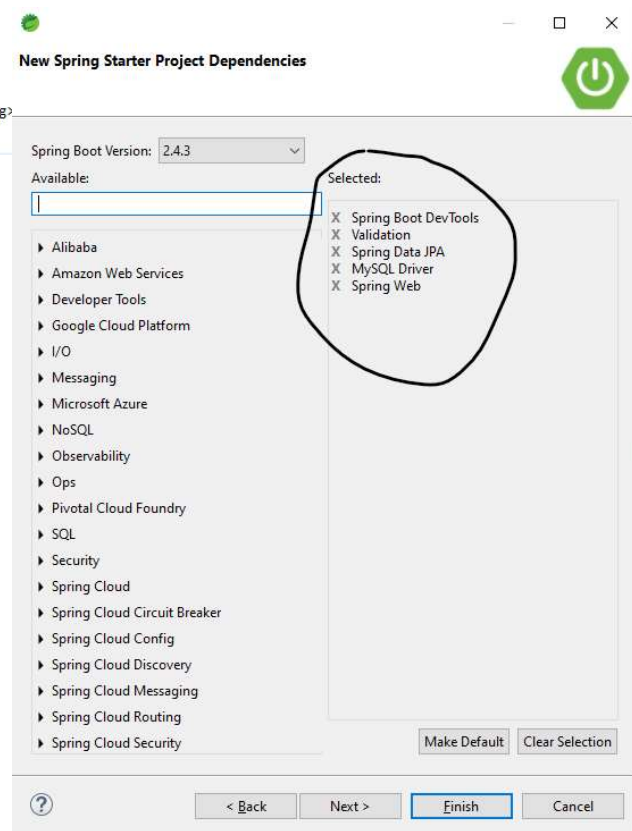 New Spring Starter Project Dependencies
g>
Spring Boot Version: 2.4.3
Available:
Selected:
Alibaba
Amazon Web Services
Developer Tools
Google Cloud Platform
I/O
Messaging
Microsoft Azure
NoSQL
Observability
Ops
Pivotal Cloud Foundry
SQL
Security
Spring Cloud
Spring Cloud Circuit Breaker
Spring Cloud Config
Spring Cloud Discovery
Spring Cloud Messaging
Spring Cloud Routing
Spring Cloud Security
X Spring Boot DevTools
X Validation
X Spring Data JPA
X MySQL Driver
X Spring Web
Make Default Clear Selection
? < Back Next > Finish Cancel